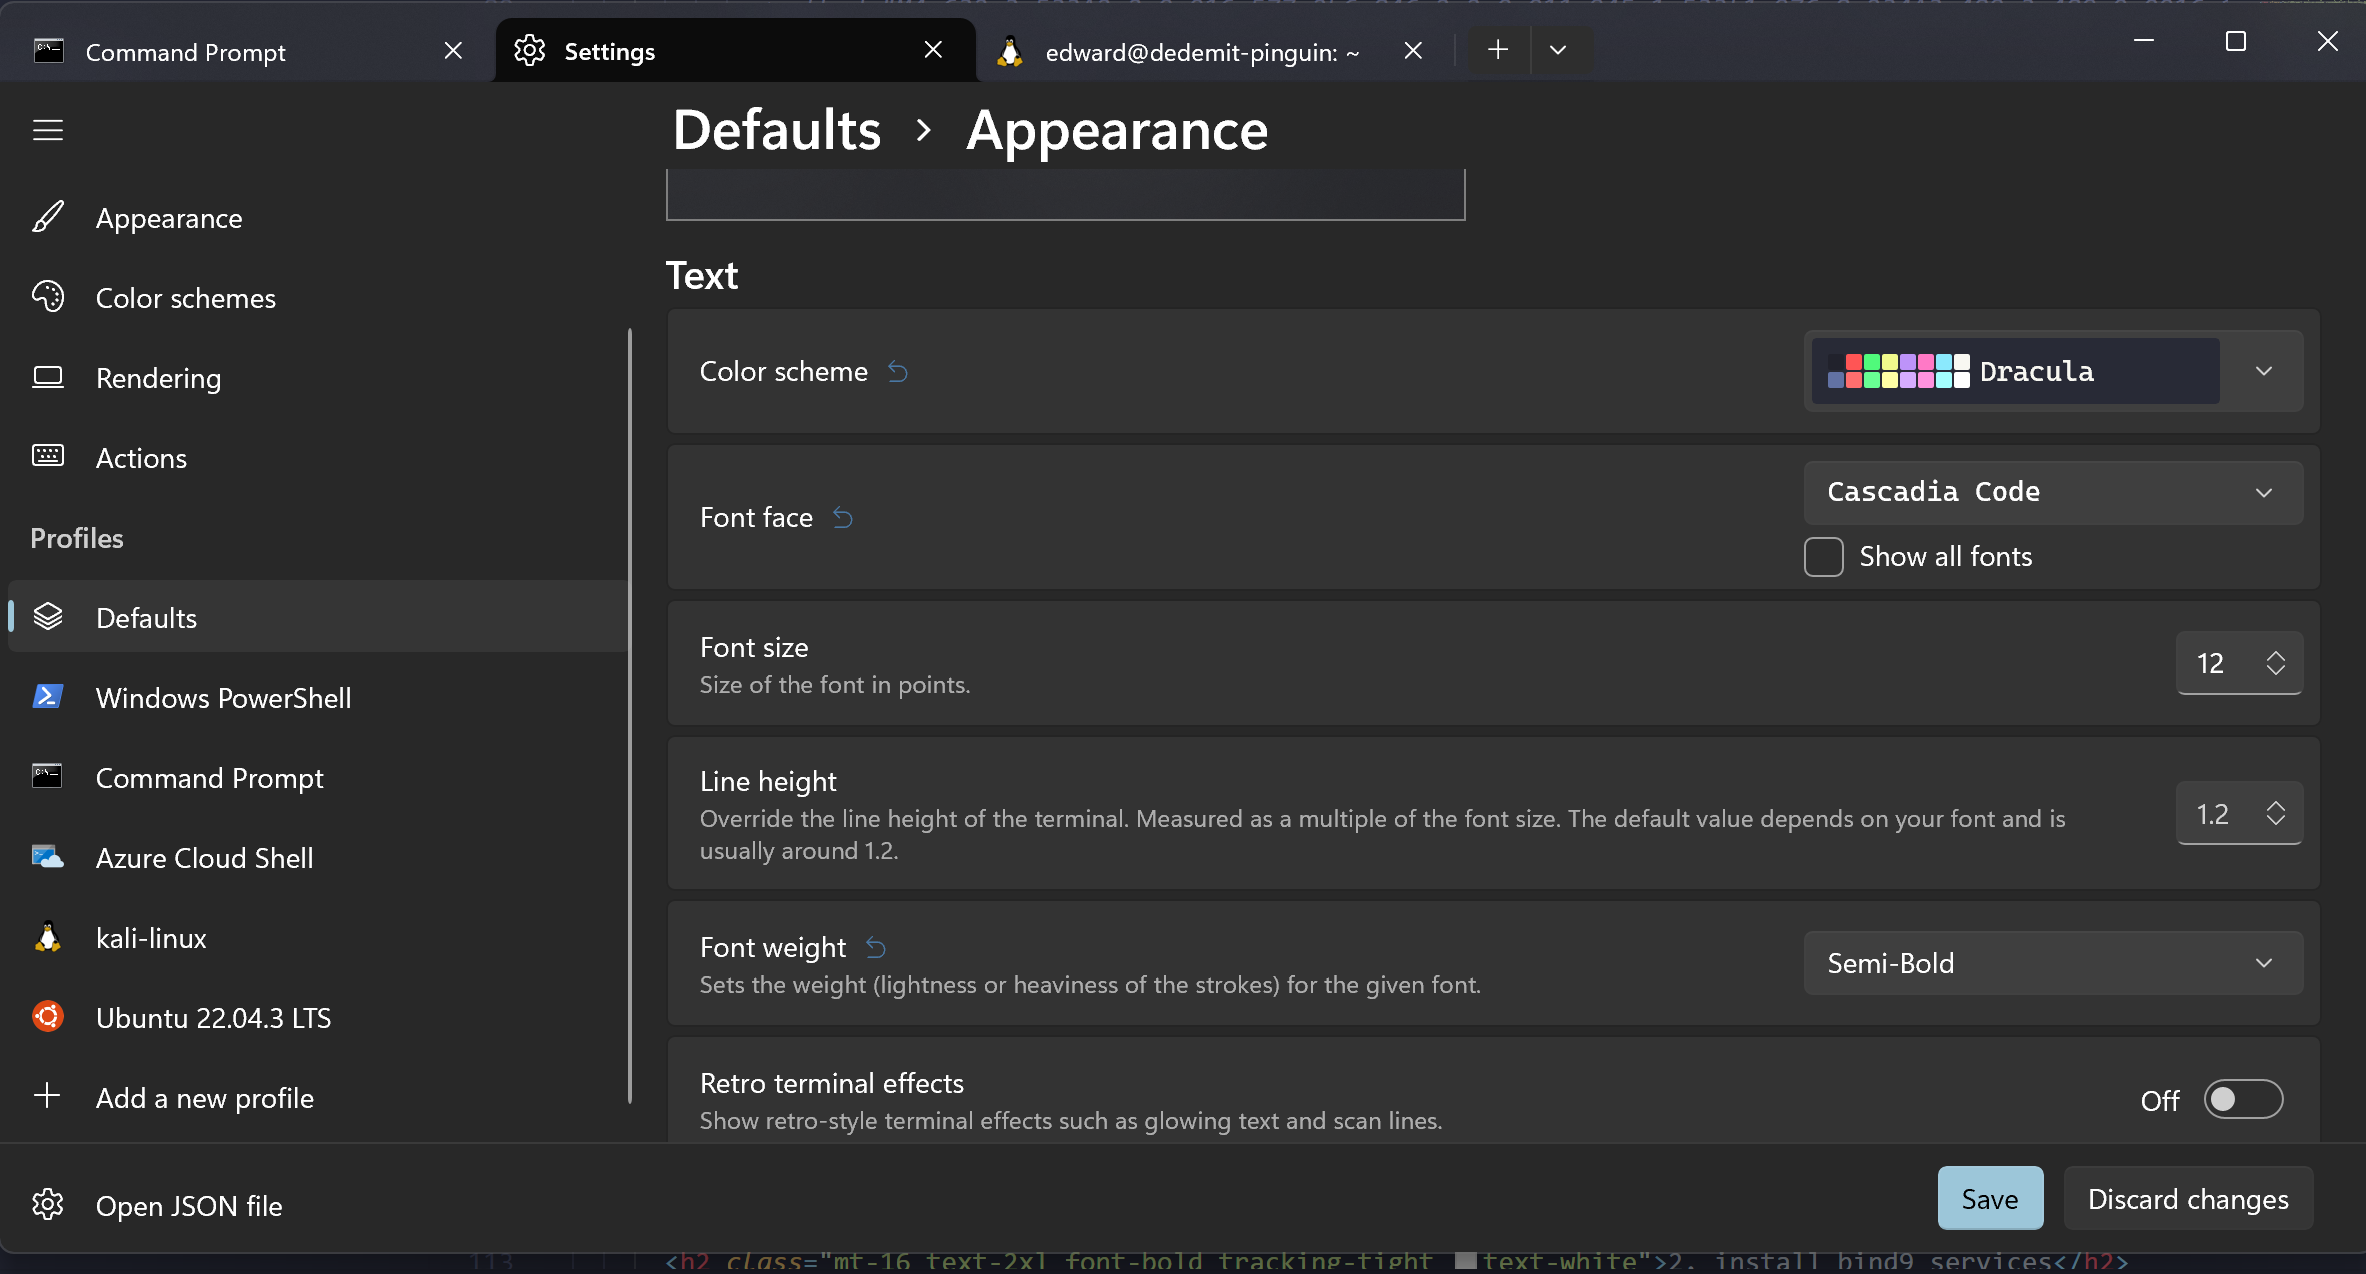 Command Prompt
Settings
edward@dedemit-pinguin: ~
Defaults > Appearance
Appearance
Color schemes
Rendering
Actions
Profiles
Defaults
Windows PowerShell
Command Prompt
Azure Cloud Shell
kali-linux
Ubuntu 22.04.3 LTS
Add a new profile
Open JSON file
Text
Color scheme
Dracula
Font face
Cascadia Code
Show all fonts
Font size
Size of the font in points.
12
Line height
Override the line height of the terminal. Measured as a multiple of the font size. The default value depends on your font and is
usually around 1.2.
1.2
Font weight
Sets the weight (lightness or heaviness of the strokes) for the given font.
Semi-Bold
Retro terminal effects
Show retro-style terminal effects such as glowing text and scan lines.
Off
Save
Discard changes
113 <h2 class="mt-16 text-2xl font-bold tracking-tight text-white">2. install bind9 services</h2>